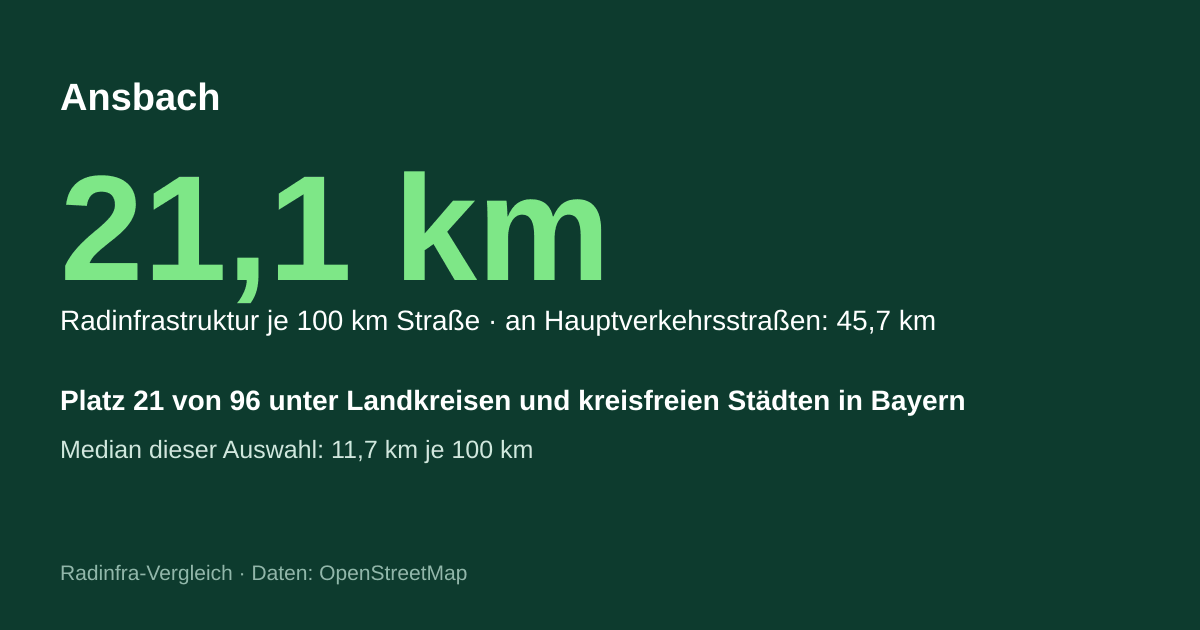 Ansbach
21,1 km
Radinfrastruktur je 100 km Straße · an Hauptverkehrsstraßen: 45,7 km
Platz 21 von 96 unter Landkreisen und kreisfreien Städten in Bayern
Median dieser Auswahl: 11,7 km je 100 km
Radinfra-Vergleich · Daten: OpenStreetMap